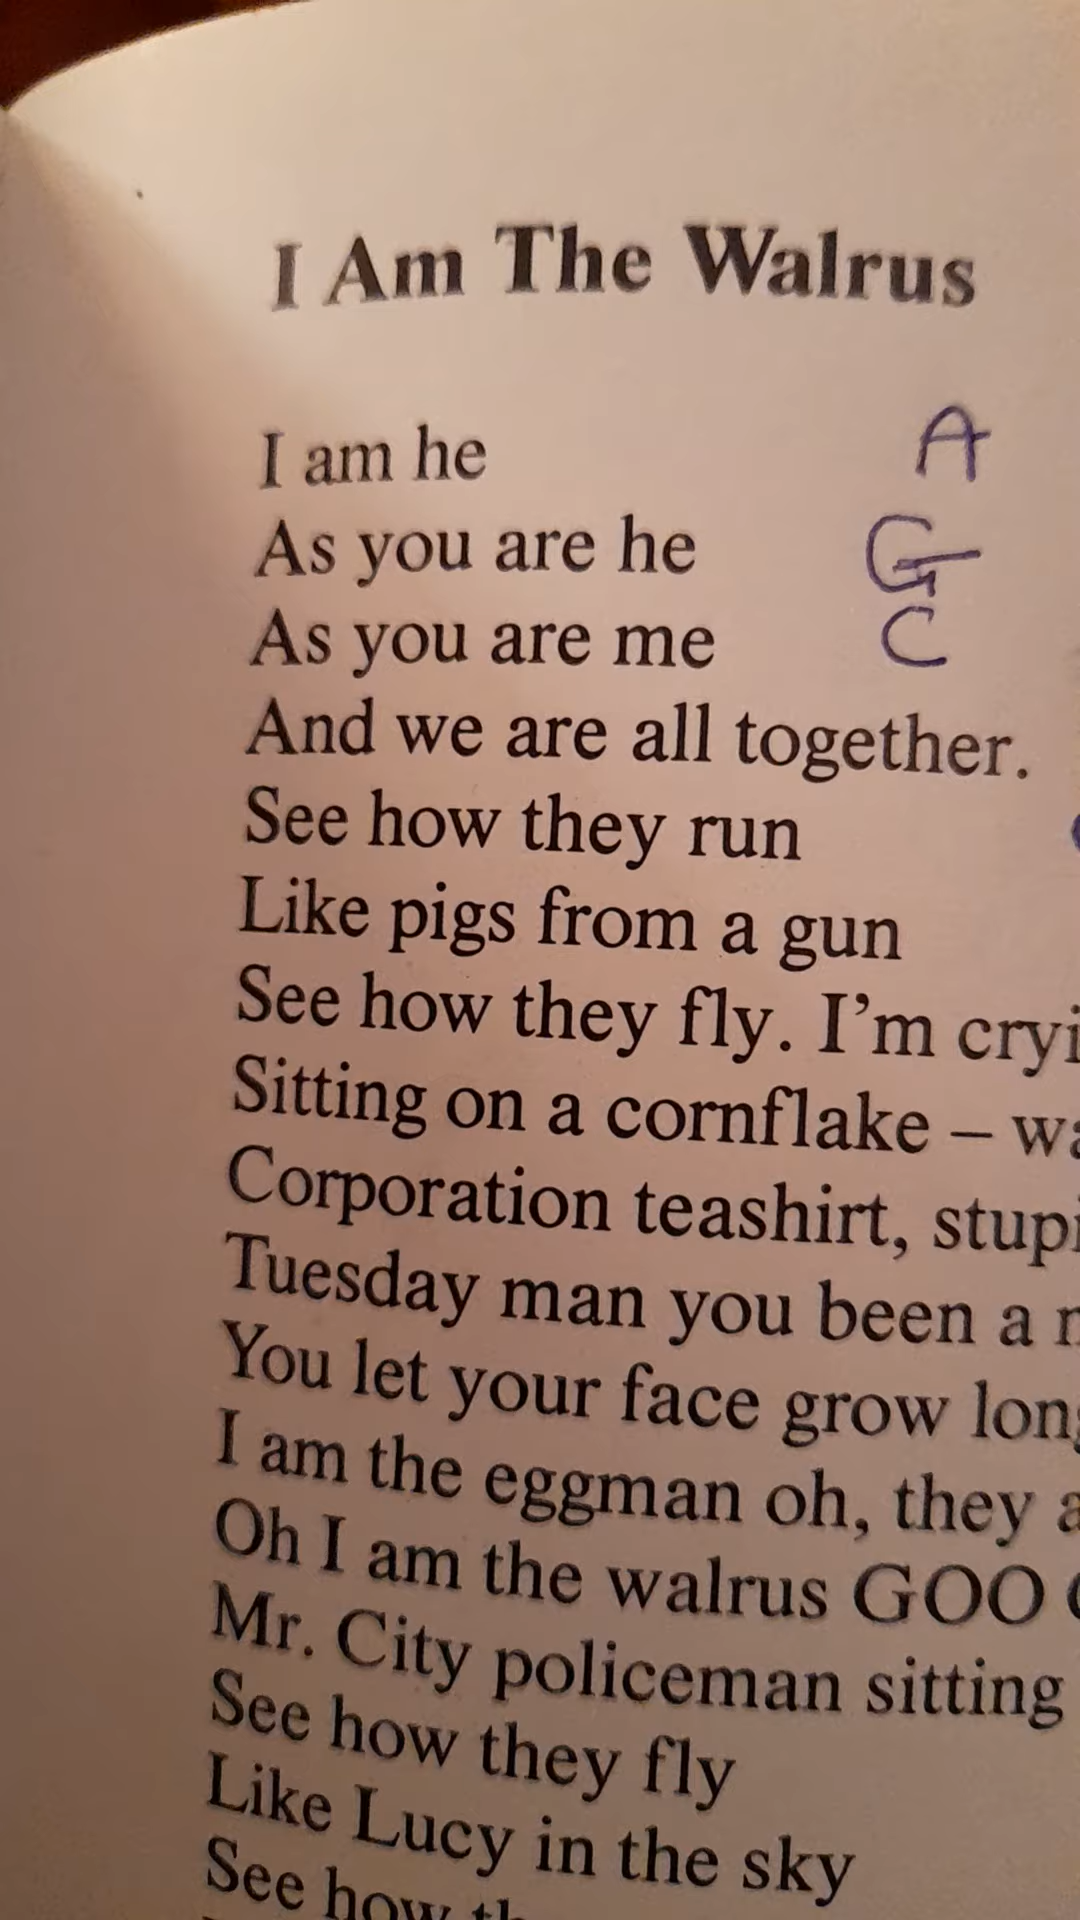 I Am The Walrus
I am he A
As you are he G
As you are me C
And we are all together.
See how they run
Like pigs from a gun
See how they fly. I'm
Sitting on a cornflake –
Corporation teashirt,
Tuesday man you been a
You let your face grow
I am the eggman oh, they
Oh I am the walrus GOO
Mr. City policeman sitting
See how they fly
Like Lucy in the sky
See how